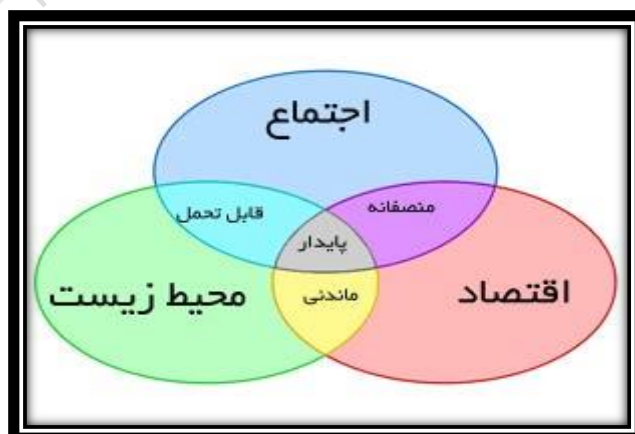 اجتماع
منصفانه
قابل تحمل
پایدار
اقتصاد
ماندنی
محیط زیست